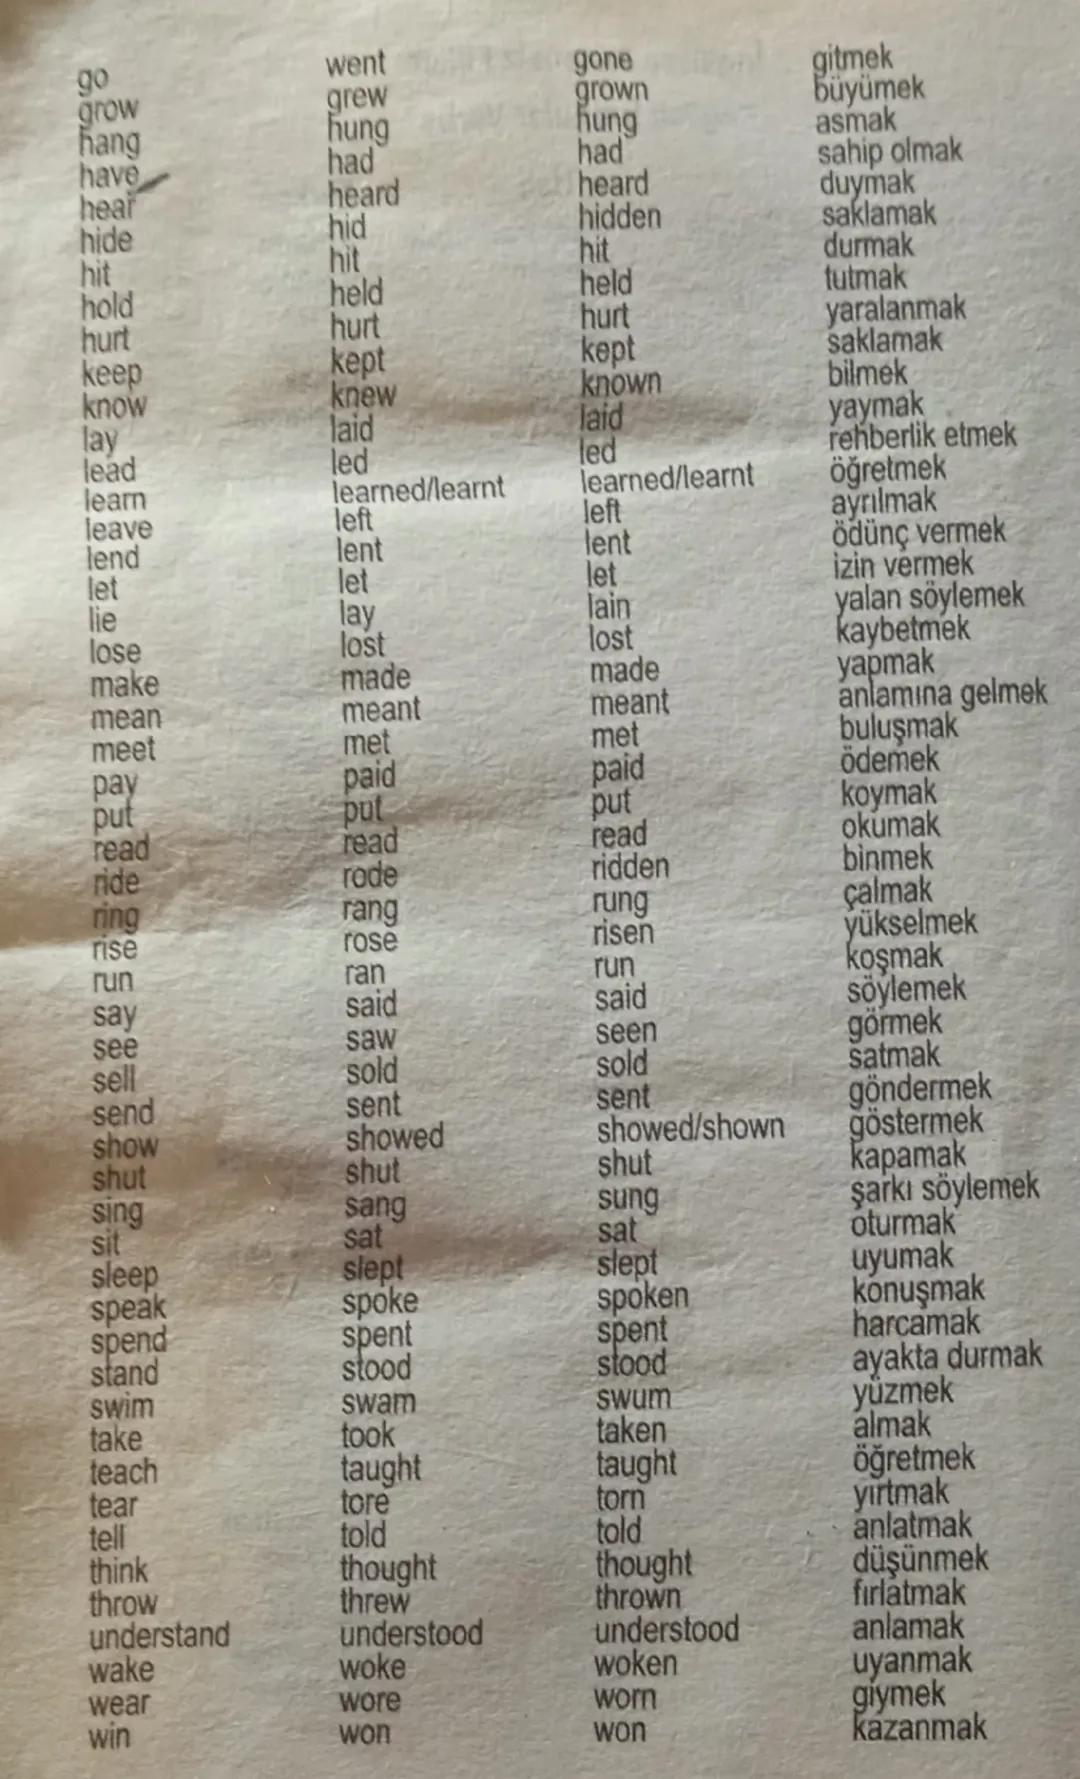 go went gone gitmek
grow grew grown büyümek
hang hung hung asmak
have had had sahip olmak
hear heard heard duymak
hide hid hidden saklamak
hit hit hit durmak
hold held held tutmak
hurt hurt hurt yaralanmak
keep kept kept saklamak
know knew known bilmek
lay laid laid yaymak
lead led led rehberlik etmek
learn learned/learnt learned/learnt öğretmek
leave left left ayrılmak
lend lent lent ödünç vermek
let let let izin vermek
lie lay lain yalan söylemek
lose lost lost kaybetmek
make made made yapmak
mean meant meant anlamına gelmek
meet met met buluşmak
pay paid paid ödemek
put put put koymak
read read read okumak
ride rode ridden binmek
ring rang rung çalmak
rise rose risen yükselmek
run ran run koşmak
say said said söylemek
see saw seen görmek
sell sold sold satmak
send sent sent göndermek
show showed showed/shown göstermek
shut shut shut kapamak
sing sang sung şarkı söylemek
sit sat sat oturmak
sleep slept slept uyumak
speak spoke spoken konuşmak
spend spent spent harcamak
stand stood stood ayakta durmak
swim swam swum yüzmek
take took taken almak
teach taught taught öğretmek
tear tore torn yırtmak
tell told told anlatmak
think thought thought düşünmek
throw threw thrown fırlatmak
understand understood understood anlamak
wake woke woken uyanmak
wear wore worn giymek
win won won kazanmak